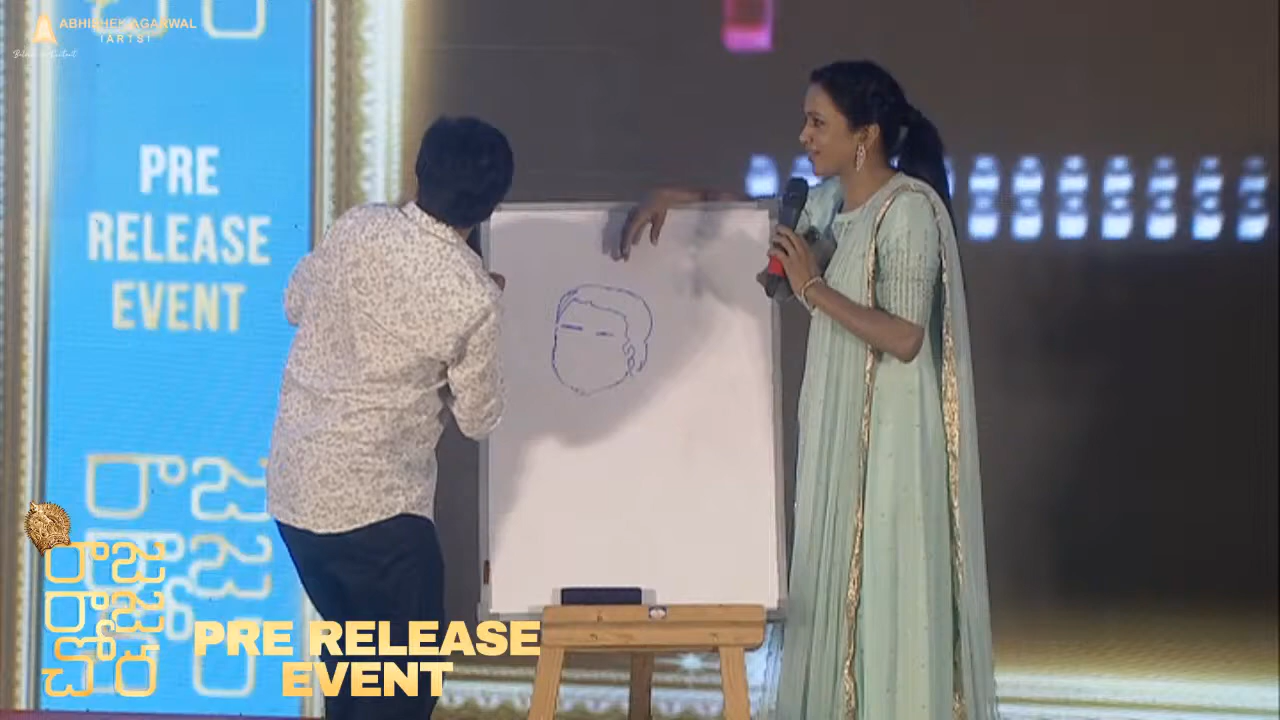 ABHISHEK AGARWAL
ARTS
PRE
RELEASE
EVENT
రాజ
రాజ
చోర
PRE RELEASE
EVENT